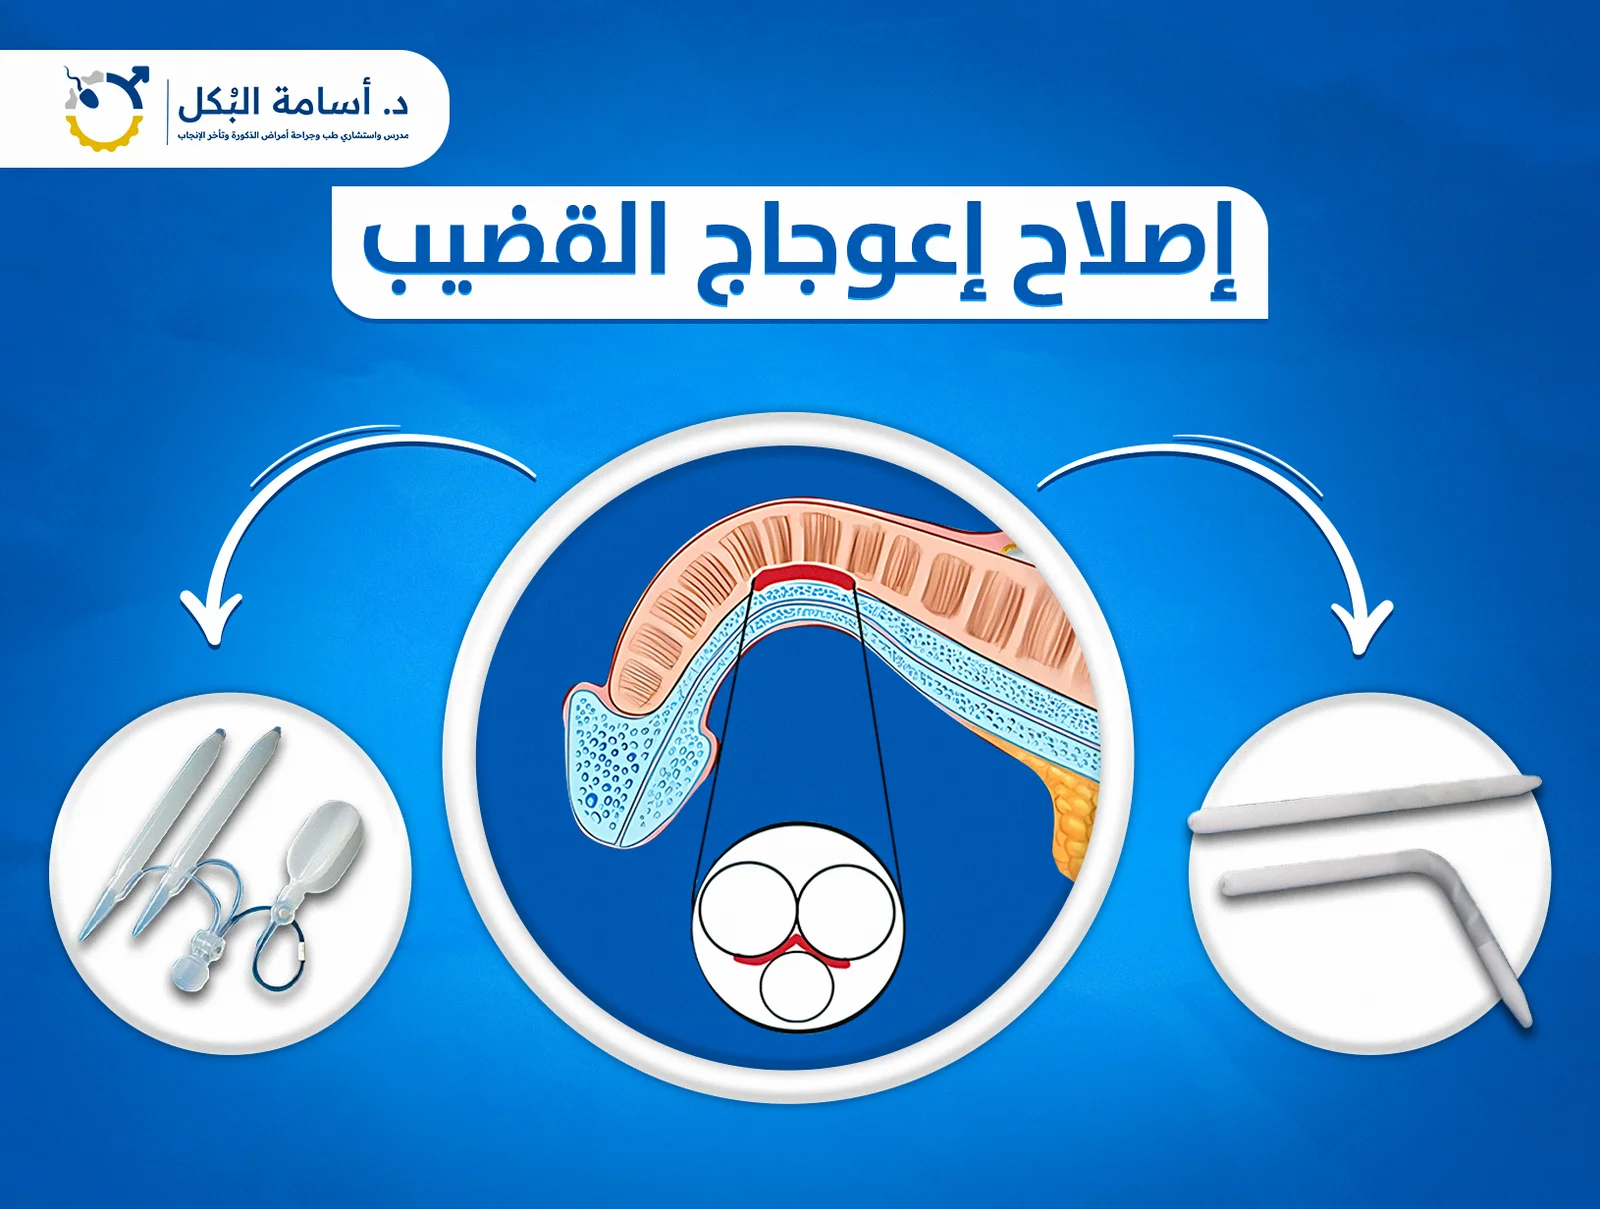 د. أسامة البُكل
مدرس واستشاري طب وجراحة أمراض الذكورة وتأخر الإنجاب
إصلاح إعوجاج القضيب